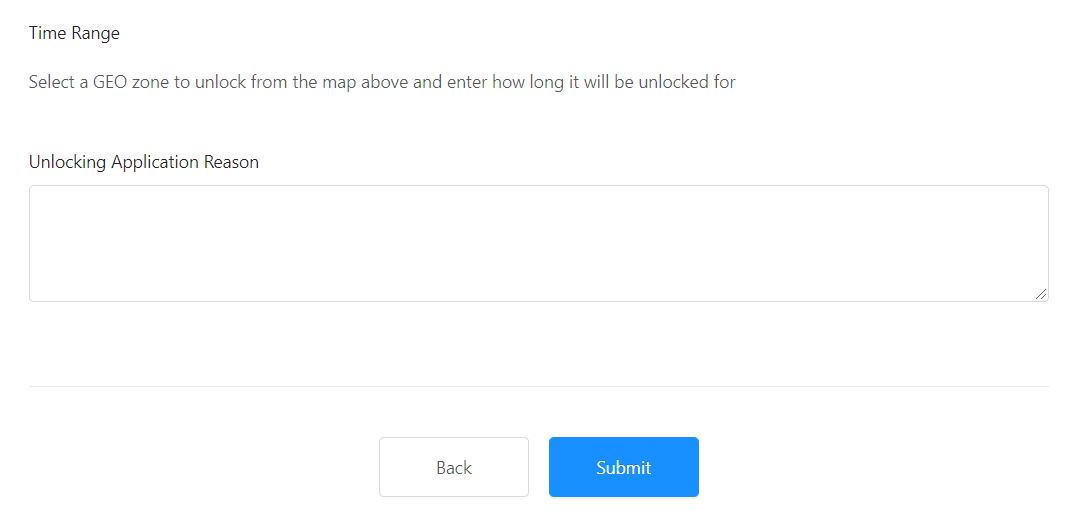 Time Range
Select a GEO zone to unlock from the map above and enter how long it will be unlocked for
Unlocking Application Reason
Back
Submit